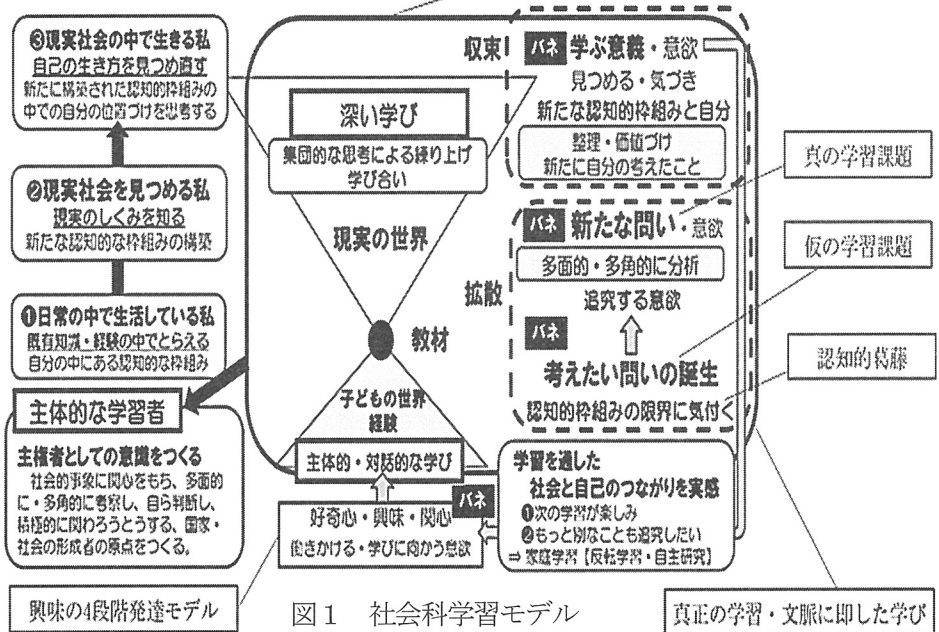 ❸現実社会の中で生きる私
自己の生き方を見つめ直す
新たに構築された認知的枠組みの
中での自分の位置づけを思考する
❷現実社会を見つめる私
現実のしくみを知る
新たな認知的な枠組みの構築
❶日常の中で生活している私
既有知識・経験の中でとらえる
自分の中にある認知的な枠組み
主体的な学習者
主権者としての意識をつくる
社会的事象に関心をもち、多面的
に・多角的に考察し、自ら判断し、
積極的に関わろうとうする、国家・
社会の形成者の原点をつくる。
興味の4段階発達モデル
深い学び
集団的な思考による練り上げ
学び合い
現実の世界
教材
子どもの世界
経験
主体的・対話的な学び
バネ
好奇心・興味・関心
働きかける・学びに向かう意欲
収束
バネ 学ぶ意義・意欲
見つめる・気づき
新たな認知的枠組みと自分
整理・価値づけ
新たに自分の考えたこと
拡散
バネ 新たな問い・意欲
多面的・多角的に分析
追究する意欲
バネ
考えたい問いの誕生
認知的枠組みの限界に気付く
学習を通した
社会と自己のつながりを実感
❶次の学習が楽しみ
❷もっと別なことも追究したい
⇒ 家庭学習【反転学習・自主研究】
真の学習課題
仮の学習課題
認知的葛藤
真正の学習・文脈に即した学び
図1 社会科学習モデル